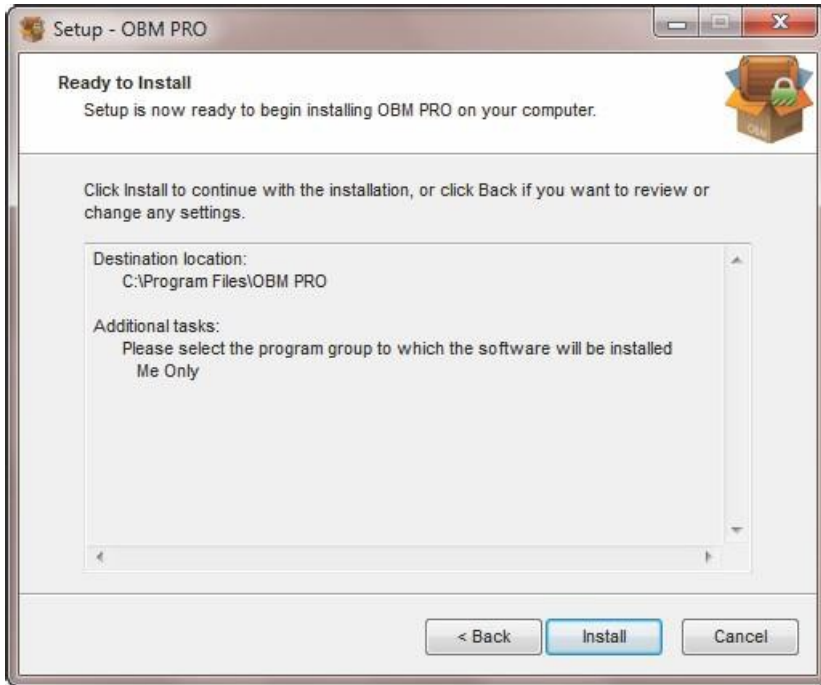 Setup - OBM PRO
Ready to Install
Setup is now ready to begin installing OBM PRO on your computer.
OBM
Click Install to continue with the installation, or click Back if you want to review or
change any settings.
Destination location:
C:\Program Files\OBM PRO
Additional tasks:
Please select the program group to which the software will be installed
Me Only
< Back
Install
Cancel